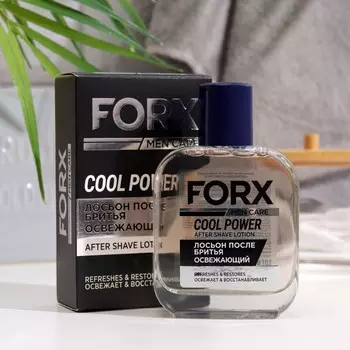 FORX
MEN CARE
COOL POWER
ЛОСЬОН ПОСЛЕ
БРИТЬЯ
ОСВЕЖАЮЩИЙ
AFTER SHAVE LOTION
REFRESHES & RESTORES
ОСВЕЖАЕТ & ВОССТАНАВЛИВАЕТ
FORX
MEN CARE
COOL POWER
AFTER SHAVE LOTION
ЛОСЬОН ПОСЛЕ
БРИТЬЯ
ОСВЕЖАЮЩИЙ
REFRESHES & RESTORES
ОСВЕЖАЕТ & ВОССТАНАВЛИВАЕТ